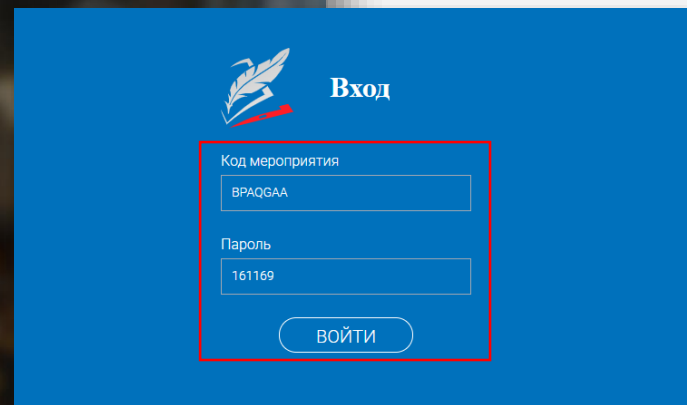 Вход
Код мероприятия
BPAQGAA
Пароль
161169
ВОЙТИ